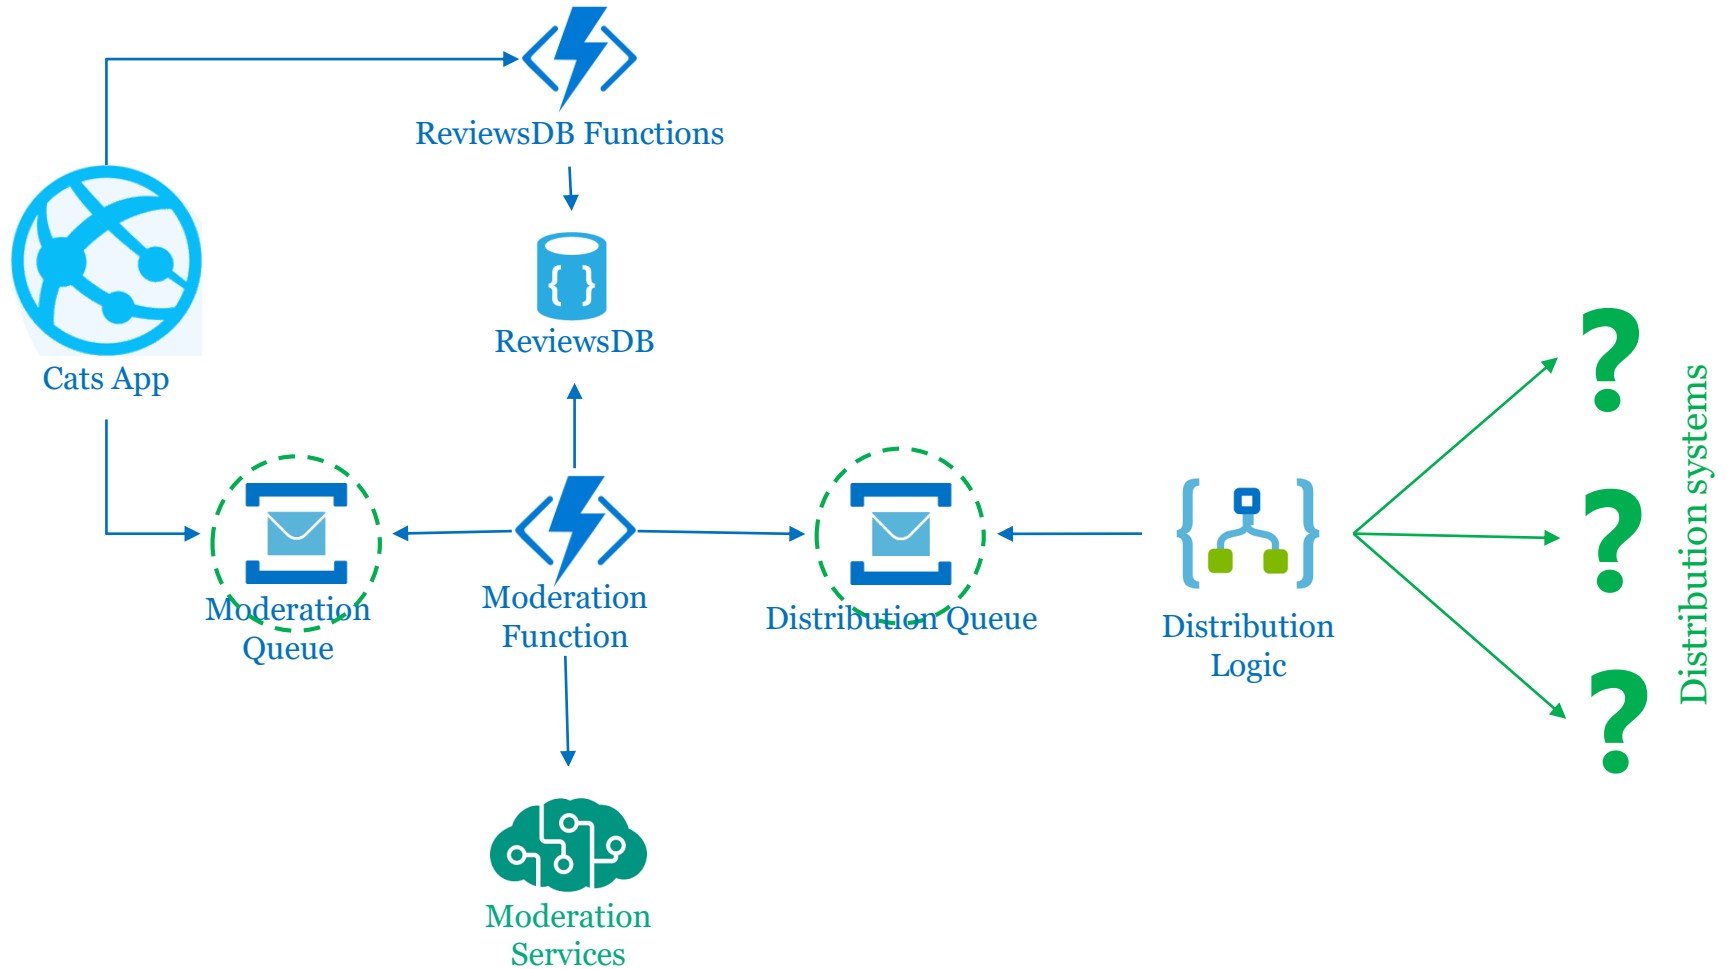 ReviewsDB Functions
{ }
ReviewsDB
Cats App
Moderation
Queue
Moderation
Function
Distribution Queue
Distribution
Logic
?
?
?
Distribution systems
Moderation
Services